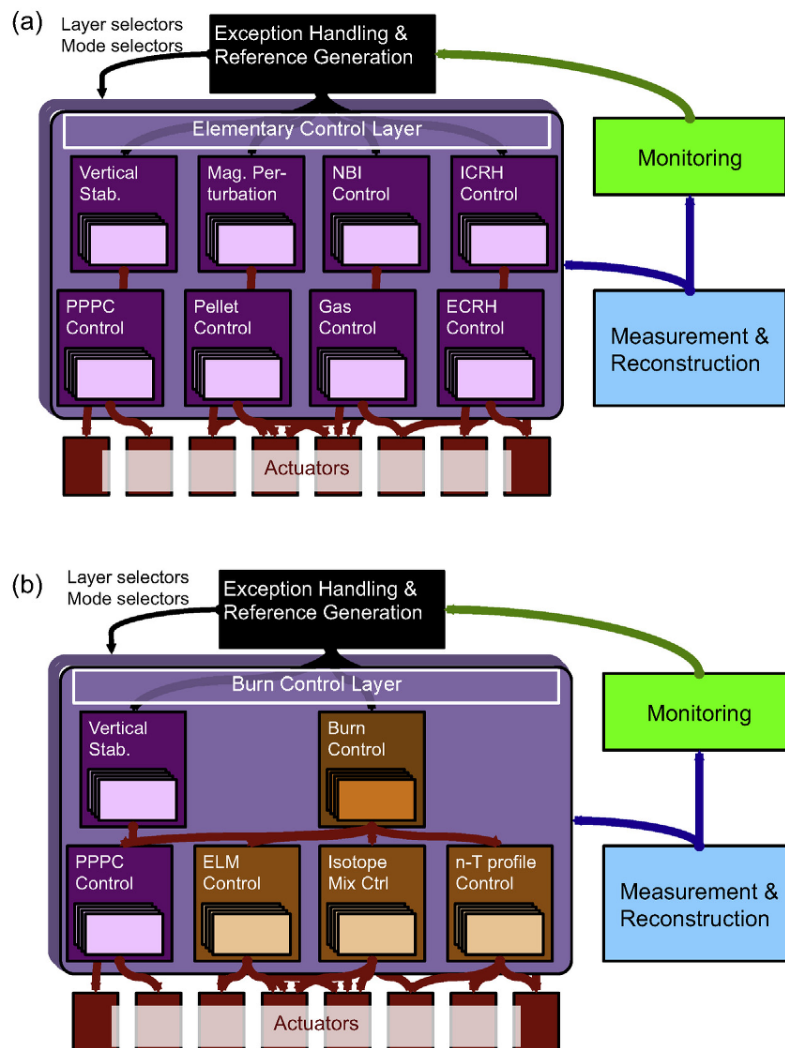 (a)
Layer selectors
Mode selectors
Exception Handling &
Reference Generation
Elementary Control Layer
Vertical
Stab.
Mag. Per-
turbation
NBI
Control
ICRH
Control
PPPC
Control
Pellet
Control
Gas
Control
ECRH
Control
Actuators
Monitoring
Measurement &
Reconstruction
(b)
Layer selectors
Mode selectors
Exception Handling &
Reference Generation
Burn Control Layer
Vertical
Stab.
Burn
Control
PPPC
Control
ELM
Control
Isotope
Mix Ctrl
n-T profile
Control
Actuators
Monitoring
Measurement &
Reconstruction